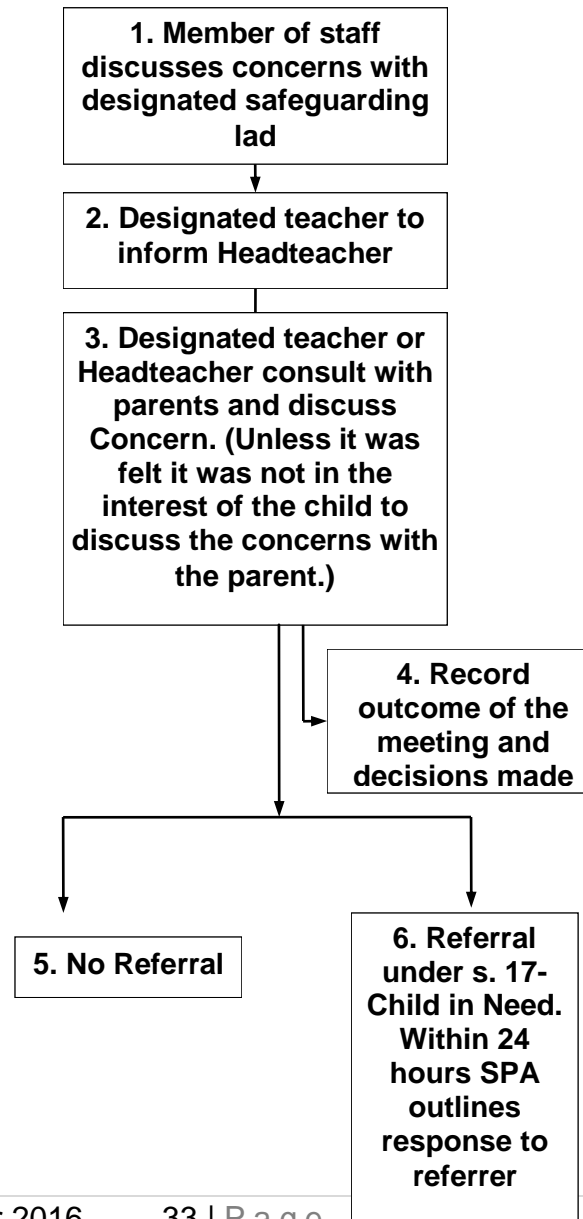 1. Member of staff
discusses concerns with
designated safeguarding
lad
2. Designated teacher to
inform Headteacher
3. Designated teacher or
Headteacher consult with
parents and discuss
Concern. (Unless it was
felt it was not in the
interest of the child to
discuss the concerns with
the parent.)
4. Record
outcome of the
meeting and
decisions made
5. No Referral
6. Referral
under s. 17-
Child in Need.
Within 24
hours SPA
outlines
response to
referrer
2016 33 | Page